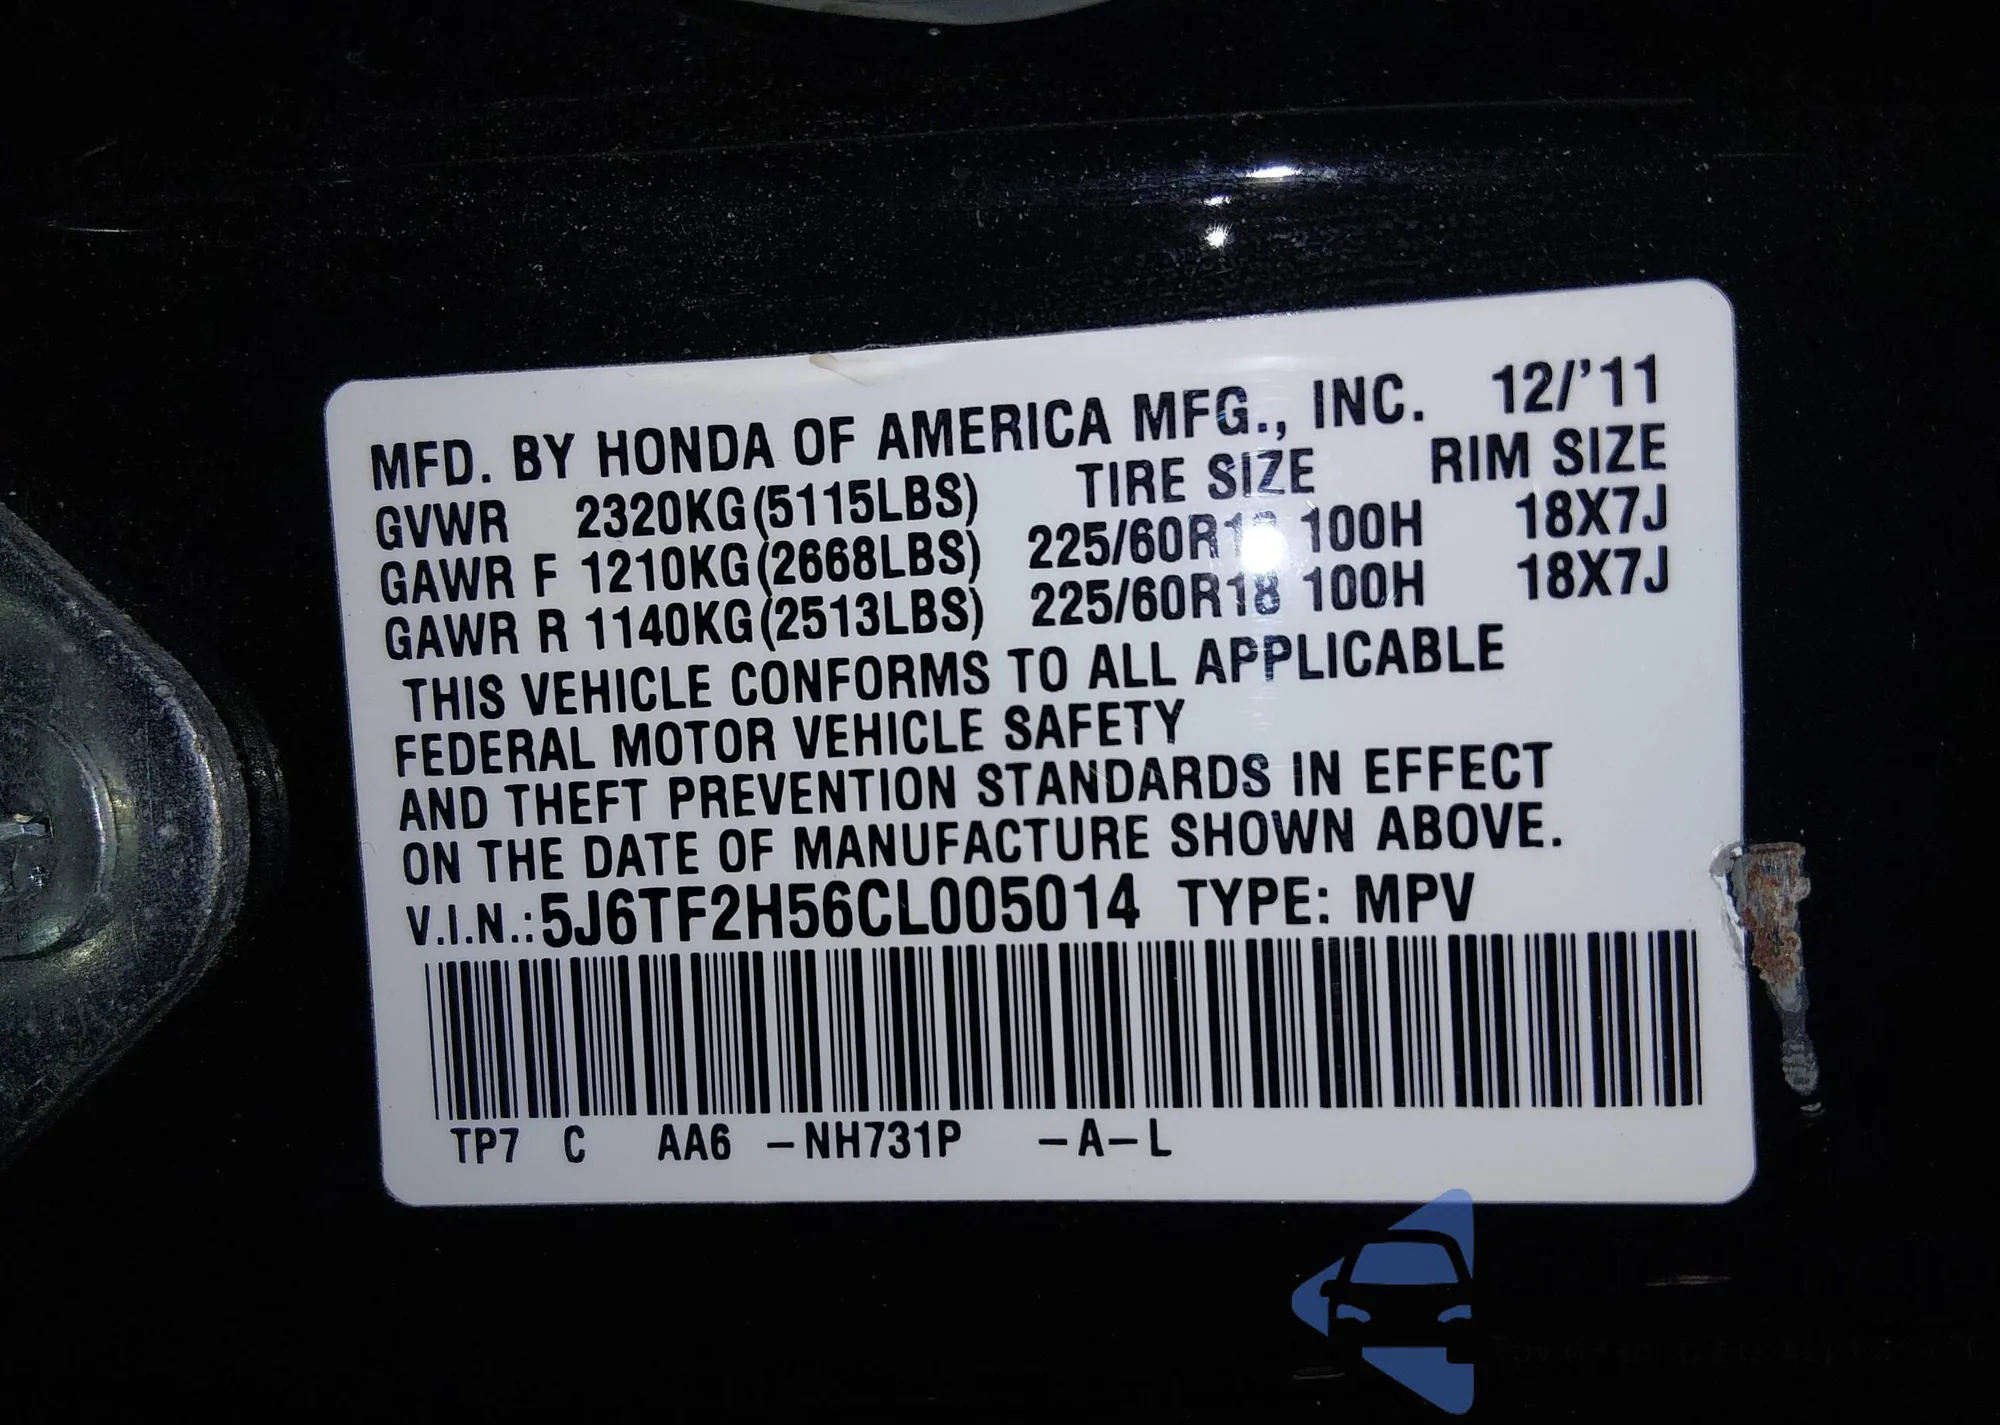 MFD. BY HONDA OF AMERICA MFG., INC. 12/'11
GVWR 2320KG(5115LBS) TIRE SIZE RIM SIZE
GAWR F 1210KG(2668LBS) 100H 18X7J
GAWR R 1140KG(2513LBS) 225/60R18 100H 18X7J
THIS VEHICLE CONFORMS TO ALL APPLICABLE
FEDERAL MOTOR VEHICLE SAFETY
AND THEFT PREVENTION STANDARDS IN EFFECT
ON THE DATE OF MANUFACTURE SHOWN ABOVE.
V.I.N.:5J6TF2H56CL005014 TYPE: MPV
TP7 C AA6 –NH731P –A–L